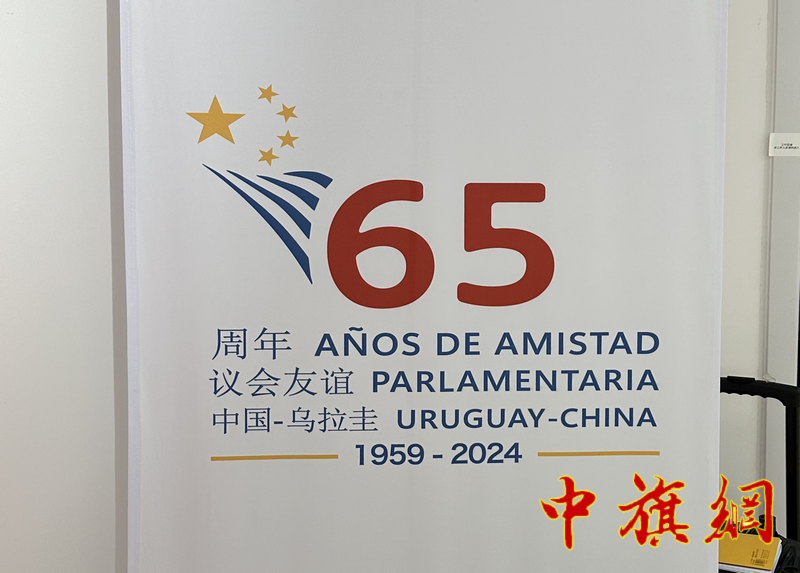 65
周年 AÑOS DE AMISTAD
议会友谊 PARLAMENTARIA
中国-乌拉圭 URUGUAY-CHINA
1959 - 2024
中旗網